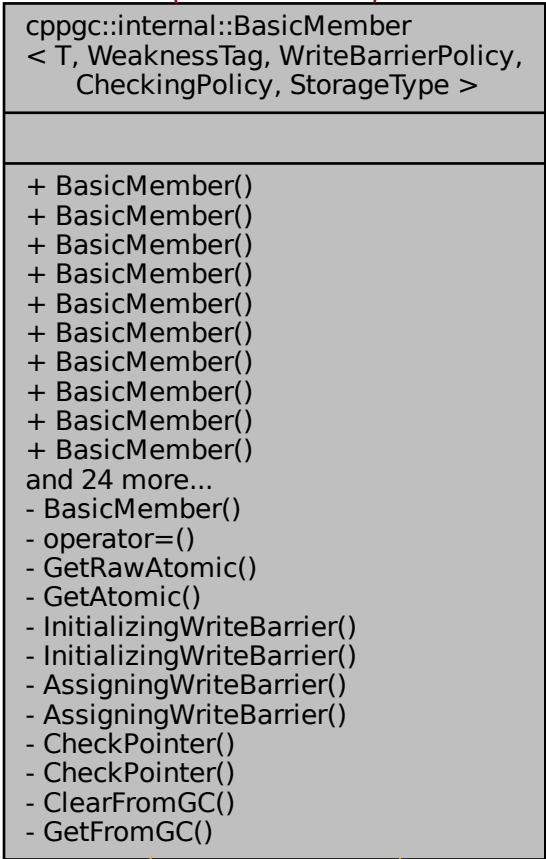 cppgc::internal::BasicMember
< T, WeaknessTag, WriteBarrierPolicy,
CheckingPolicy, StorageType >
+ BasicMember()
+ BasicMember()
+ BasicMember()
+ BasicMember()
+ BasicMember()
+ BasicMember()
+ BasicMember()
+ BasicMember()
+ BasicMember()
+ BasicMember()
and 24 more...
- BasicMember()
- operator=()
- GetRawAtomic()
- GetAtomic()
- InitializingWriteBarrier()
- InitializingWriteBarrier()
- AssigningWriteBarrier()
- AssigningWriteBarrier()
- CheckPointer()
- CheckPointer()
- ClearFromGC()
- GetFromGC()